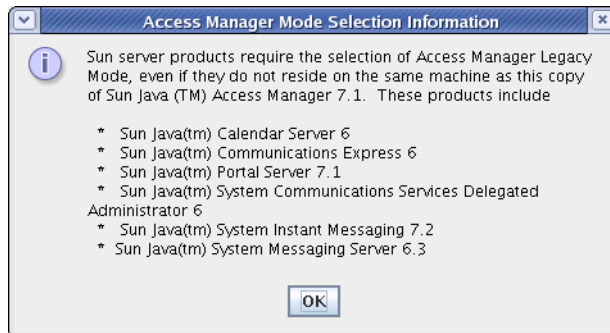 Access Manager Mode Selection Information
Sun server products require the selection of Access Manager Legacy
Mode, even if they do not reside on the same machine as this copy
of Sun Java (TM) Access Manager 7.1.  These products include
*  Sun Java(tm) Calendar Server 6
*  Sun Java(tm) Communications Express 6
*  Sun Java(tm) Portal Server 7.1
*  Sun Java(tm) System Communications Services Delegated
Administrator 6
*  Sun Java(tm) System Instant Messaging 7.2
*  Sun Java(tm) System Messaging Server 6.3
OK